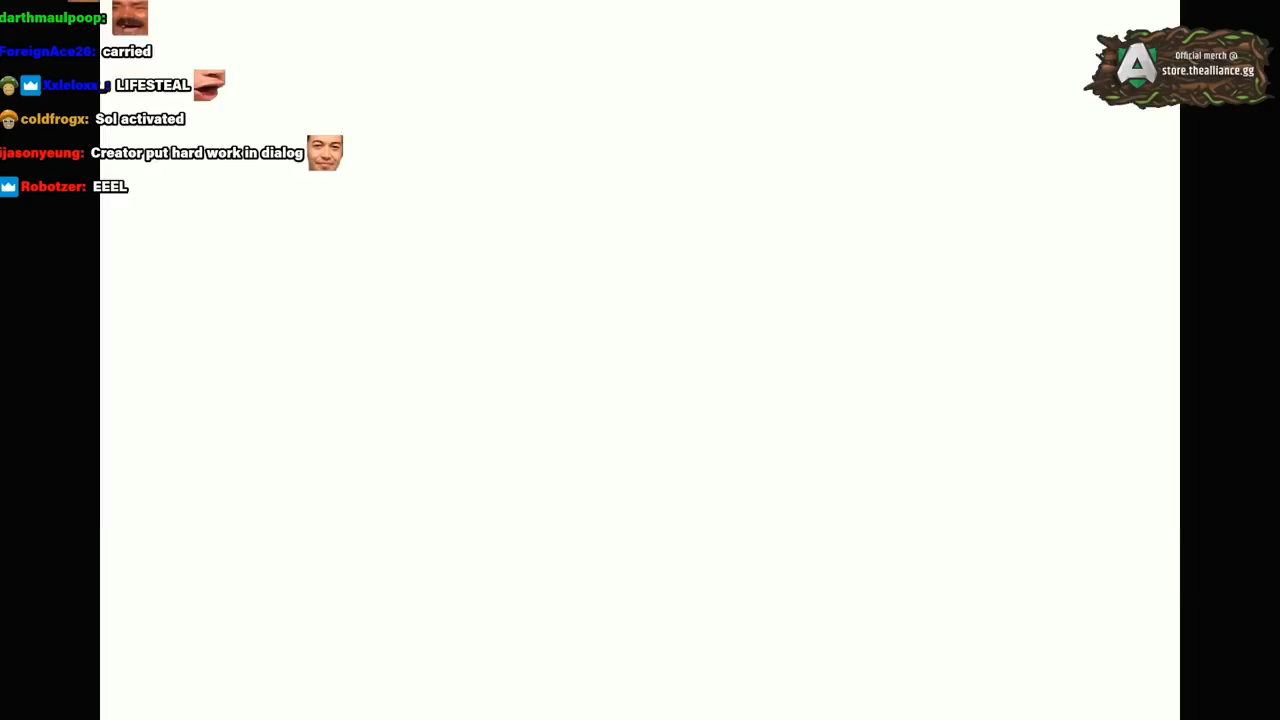 darthmaulpoop:
ForeignAce26: carried
Xxleloxx_: LIFESTEAL
coldfrogx: Sol activated
ijasonyeung: Creator put hard work in dialog
Robotzer: EEEL
Official merch @
store.thealliance.gg